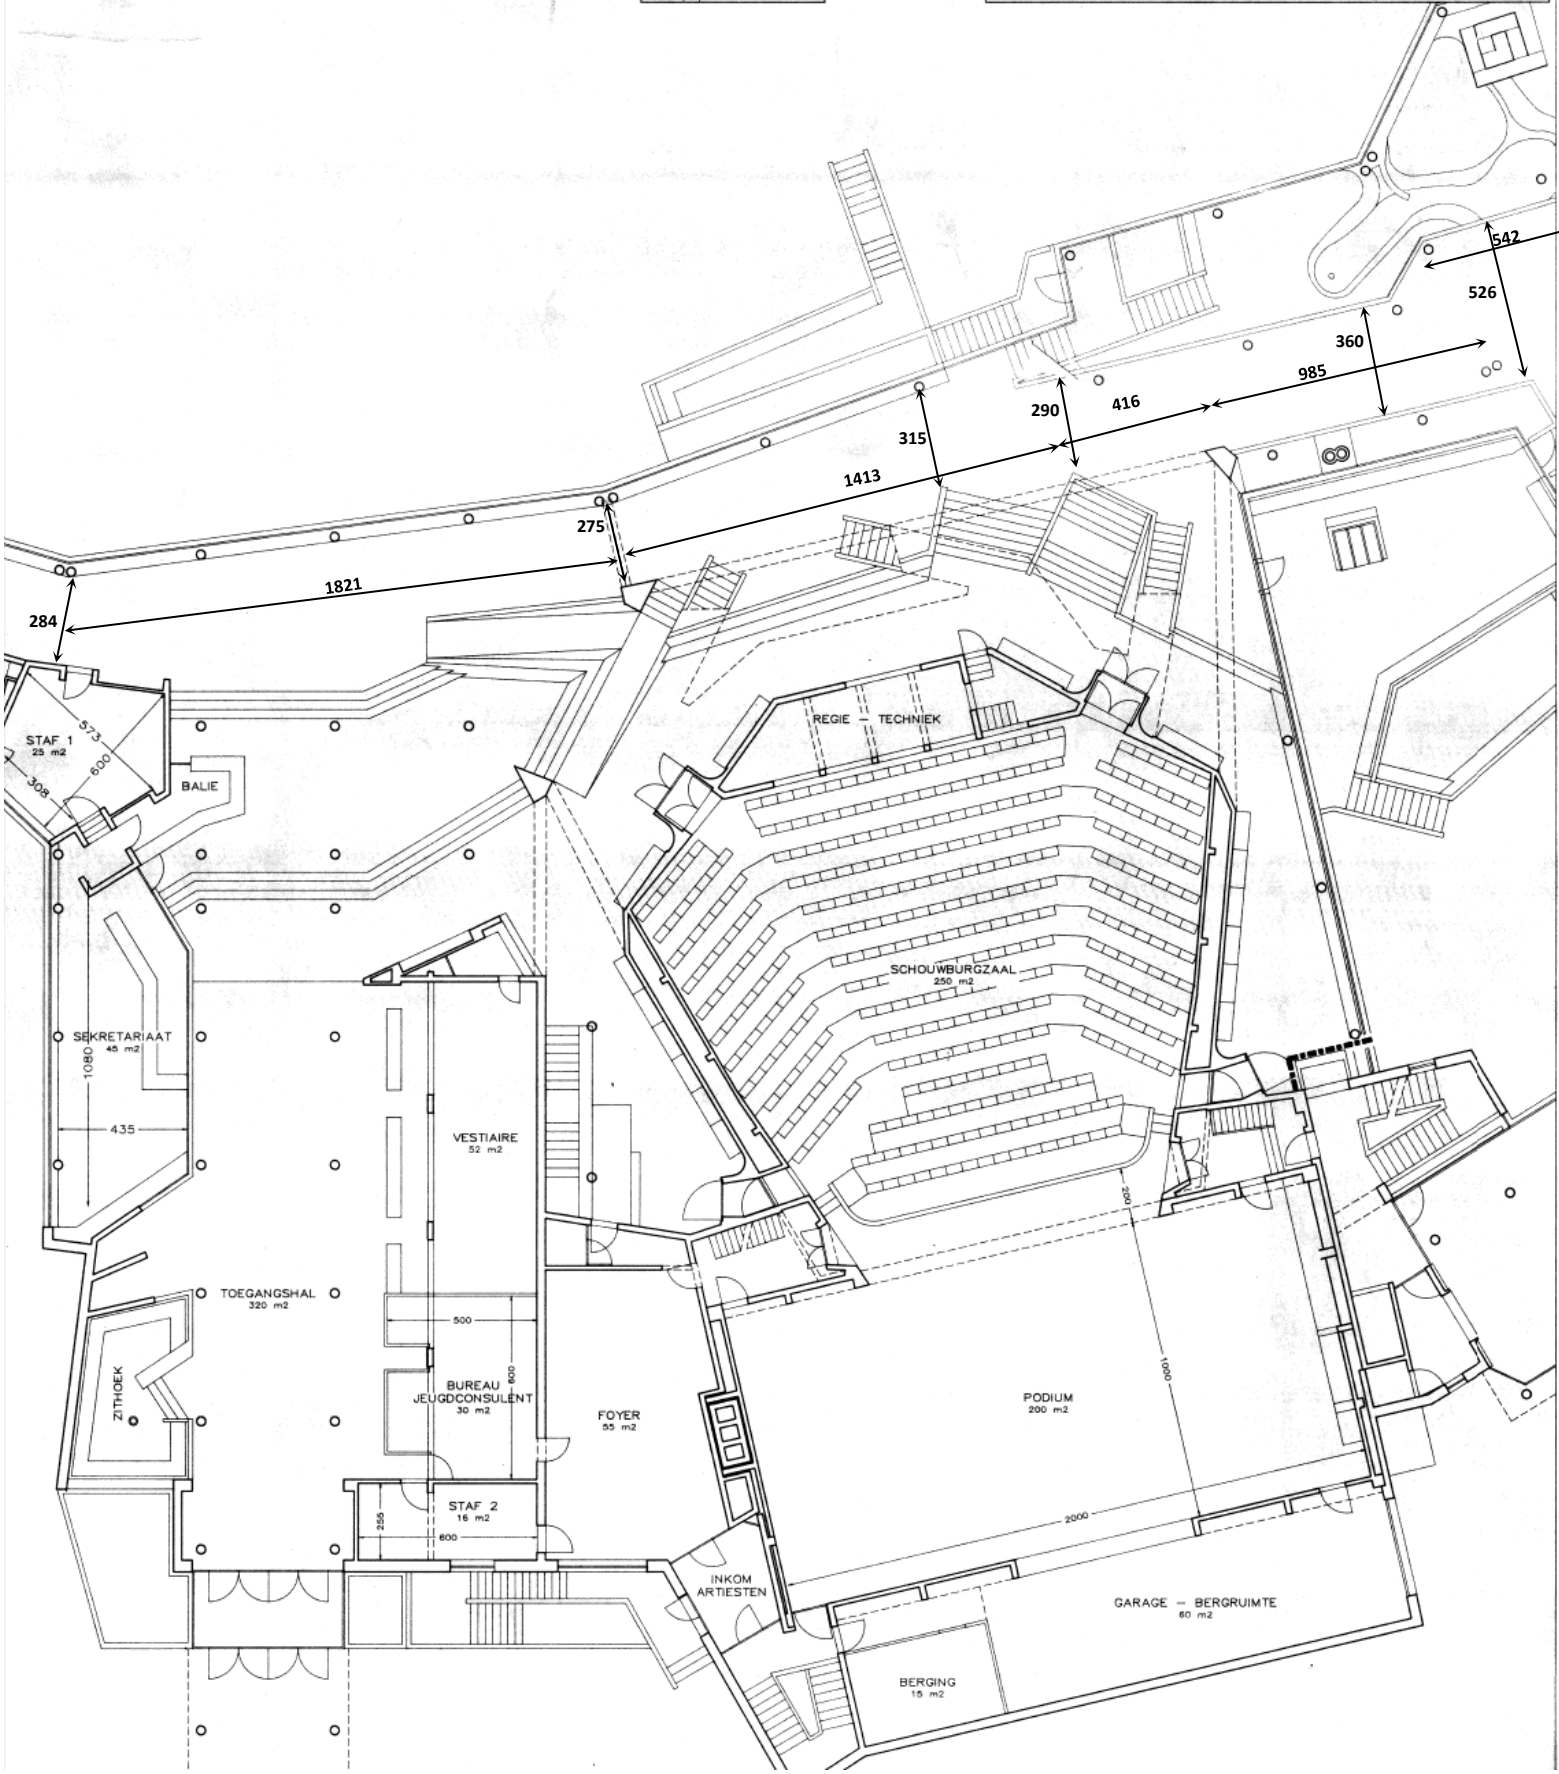 542
526
360
985
416
290
315
1413
275
1821
284
STAF 1
25 m2
573
600
308
BALIE
REGIE – TECHNIEK
SCHOUWBURGZAAL
250 m2
SEKRETARIAAT
45 m2
1080
435
VESTIAIRE
52 m2
200
TOEGANGSHAL
320 m2
500
600
BUREAU
JEUGDCONSULENT
30 m2
ZITHOEK
FOYER
55 m2
1000
PODIUM
200 m2
STAF 2
16 m2
255
600
2000
INKOM
ARTIESTEN
GARAGE – BERGRUIMTE
60 m2
BERGING
15 m2